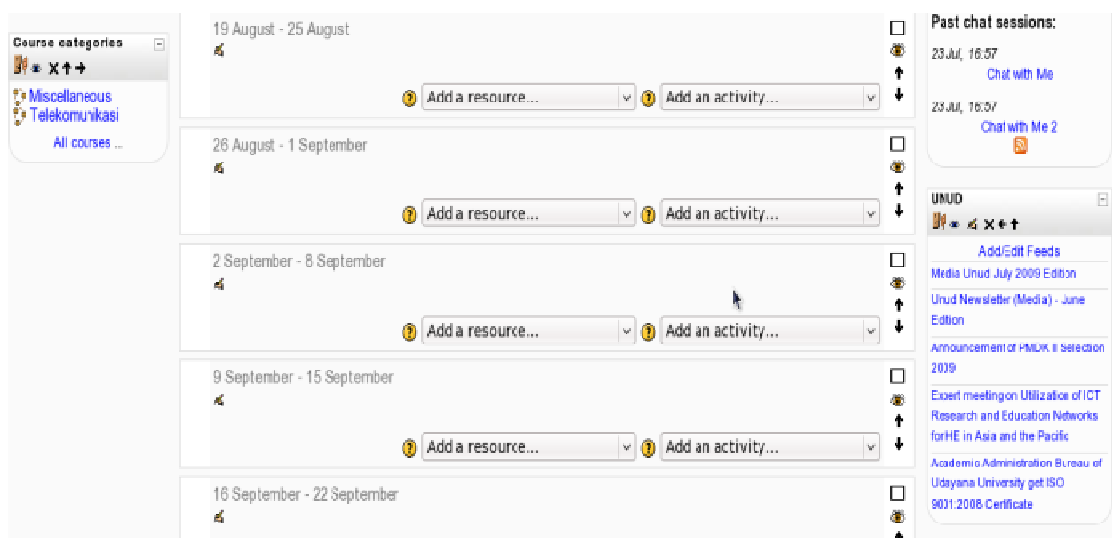 Course categories
Miscellaneous
Telekomunikasi
All courses ...
19 August - 25 August
Add a resource...
Add an activity...
26 August - 1 September
Add a resource...
Add an activity...
2 September - 8 September
Add a resource...
Add an activity...
9 September - 15 September
Add a resource...
Add an activity...
16 September - 22 September
Past chat sessions:
23 Jul, 16:57
Chat with Me
23 Jul, 16:57
Chat with Me 2
UNUD
Add/Edit Feeds
Media Unud July 2009 Edition
Unud Newsletter (Media) - June
Edition
Announcement of PMDK II Selection
2009
Expert meeting on Utilization of ICT
Research and Education Networks
for HE in Asia and the Pacific
Academic Administration Bureau of
Udayana University get ISO
9001:2008 Certificate